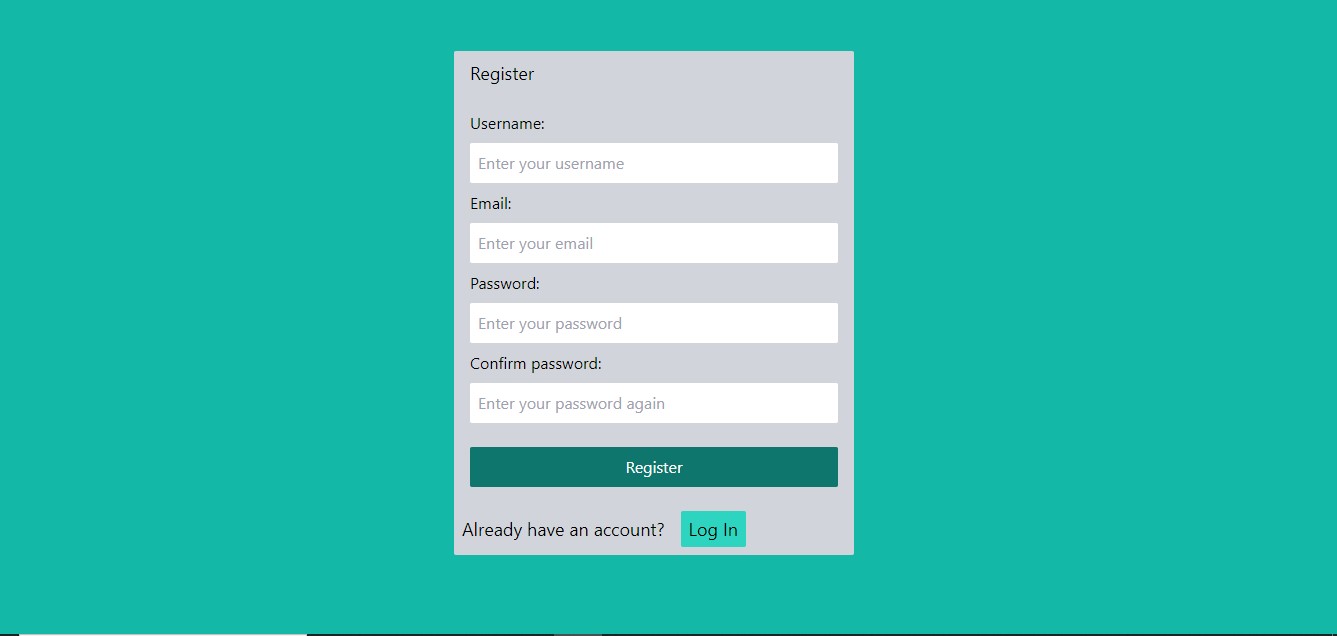 Register
Username:
Enter your username
Email:
Enter your email
Password:
Enter your password
Confirm password:
Enter your password again
Register
Already have an account? Log In